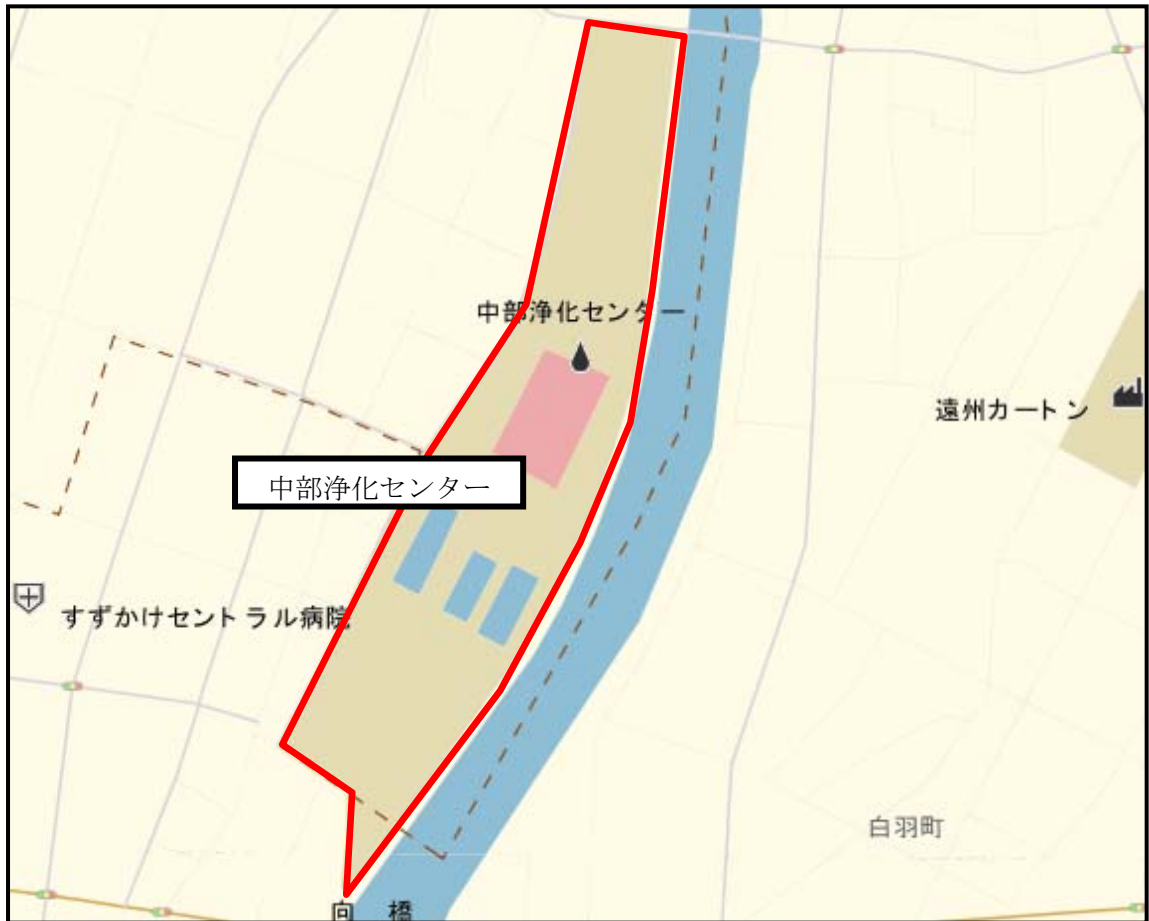 中部浄化センター
遠州カートン
中部浄化センター
すずかけセントラル病院
白羽町
向 橋